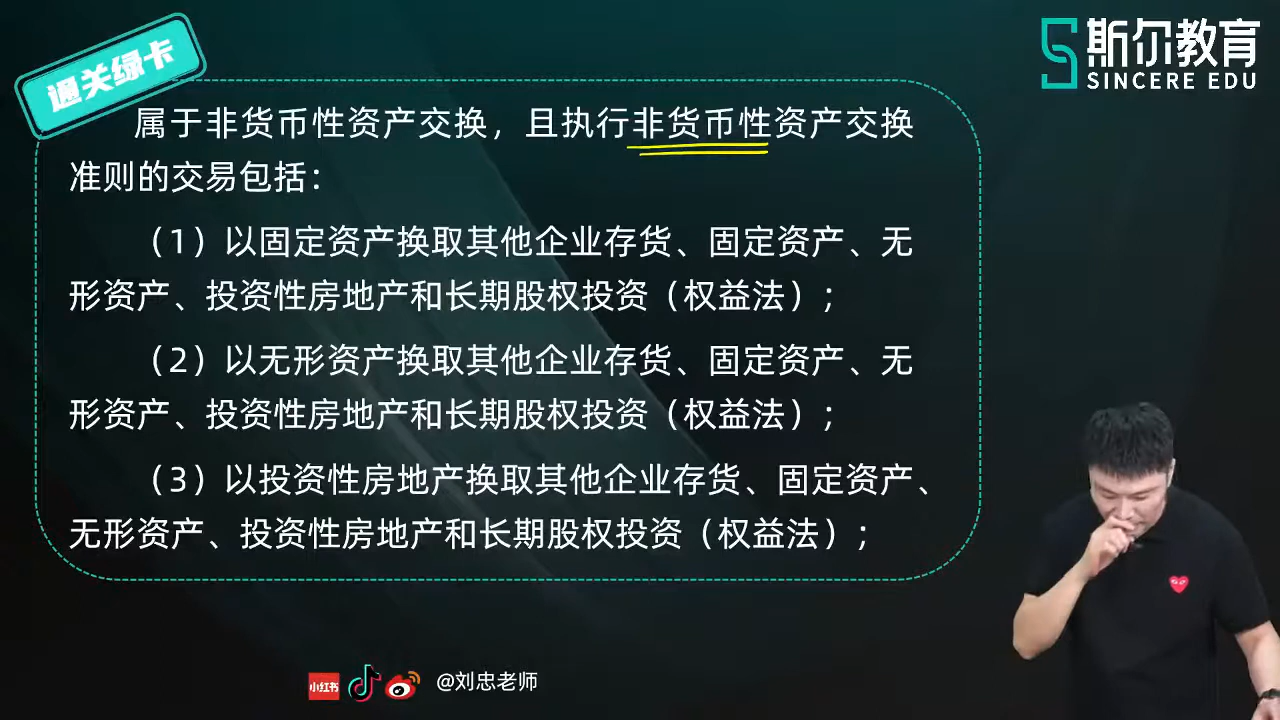 通关绿卡
斯尔教育
SINCERE EDU
属于非货币性资产交换，且执行非货币性资产交换
准则的交易包括：
（1）以固定资产换取其他企业存货、固定资产、无
形资产、投资性房地产和长期股权投资（权益法）；
（2）以无形资产换取其他企业存货、固定资产、无
形资产、投资性房地产和长期股权投资（权益法）；
（3）以投资性房地产换取其他企业存货、固定资产、
无形资产、投资性房地产和长期股权投资（权益法）；
小红书
@刘忠老师